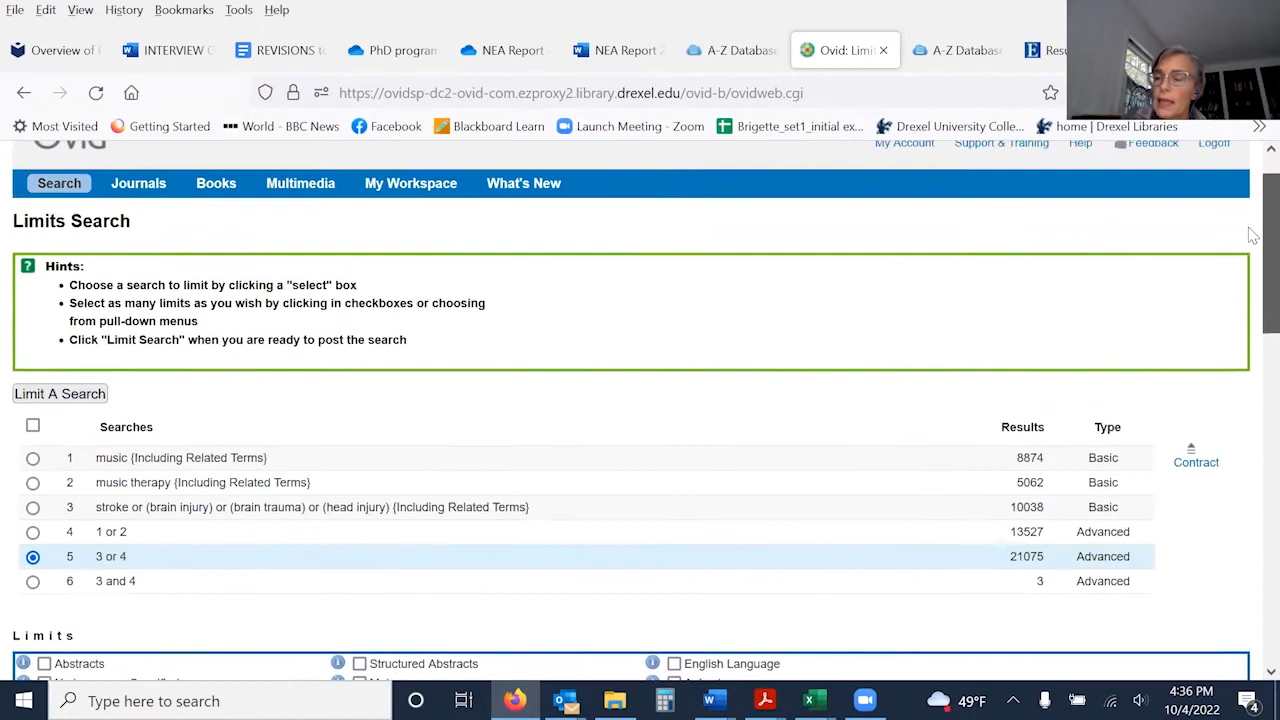 File Edit View History Bookmarks Tools Help
Overview of INTERVIEW REVISIONS to PhD program NEA Report NEA Report 2 A-Z Database Ovid: Limit A-Z Database Resu
https://ovidsp-dc2-ovid-com.ezproxy2.library.drexel.edu/ovid-b/ovidweb.cgi
Most Visited Getting Started World - BBC News Facebook Blackboard Learn Launch Meeting - Zoom Brigette_set1_initial ex... Drexel University Colle... home | Drexel Libraries
Ovid My Account Support & Training Help Feedback Logoff
Search Journals Books Multimedia My Workspace What's New
Limits Search
? Hints:
• Choose a search to limit by clicking a "select" box
• Select as many limits as you wish by clicking in checkboxes or choosing
from pull-down menus
• Click "Limit Search" when you are ready to post the search
Limit A Search
Searches Results Type
1 music {Including Related Terms} 8874 Basic
Contract
2 music therapy {Including Related Terms} 5062 Basic
3 stroke or (brain injury) or (brain trauma) or (head injury) {Including Related Terms} 10038 Basic
4 1 or 2 13527 Advanced
5 3 or 4 21075 Advanced
6 3 and 4 3 Advanced
Limits
Abstracts Structured Abstracts English Language
Type here to search 49°F 4:36 PM
10/4/2022 4